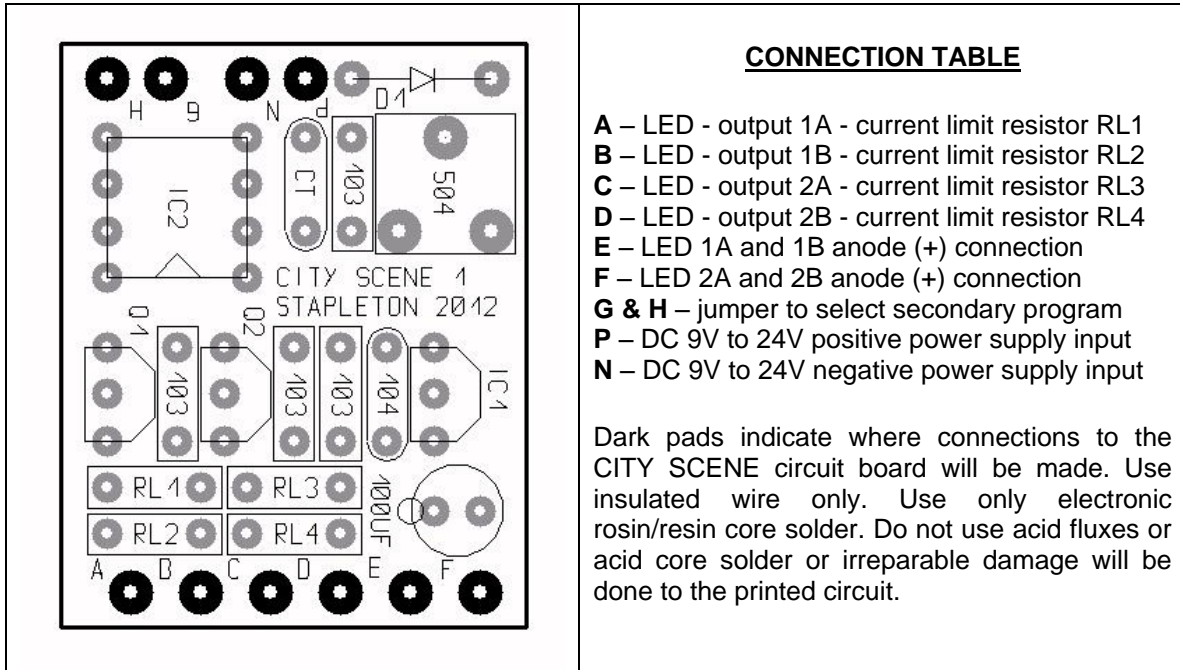 H G N P D1
IC2 CT 103 504
CITY SCENE 1
STAPLETON 2012
Q1 Q2
103 103 103 104 IC1
RL1 RL3 100UF
RL2 RL4
A B C D E F
CONNECTION TABLE
A – LED - output 1A - current limit resistor RL1
B – LED - output 1B - current limit resistor RL2
C – LED - output 2A - current limit resistor RL3
D – LED - output 2B - current limit resistor RL4
E – LED 1A and 1B anode (+) connection
F – LED 2A and 2B anode (+) connection
G & H – jumper to select secondary program
P – DC 9V to 24V positive power supply input
N – DC 9V to 24V negative power supply input
Dark pads indicate where connections to the
CITY SCENE circuit board will be made. Use
insulated wire only. Use only electronic
rosin/resin core solder. Do not use acid fluxes or
acid core solder or irreparable damage will be
done to the printed circuit.